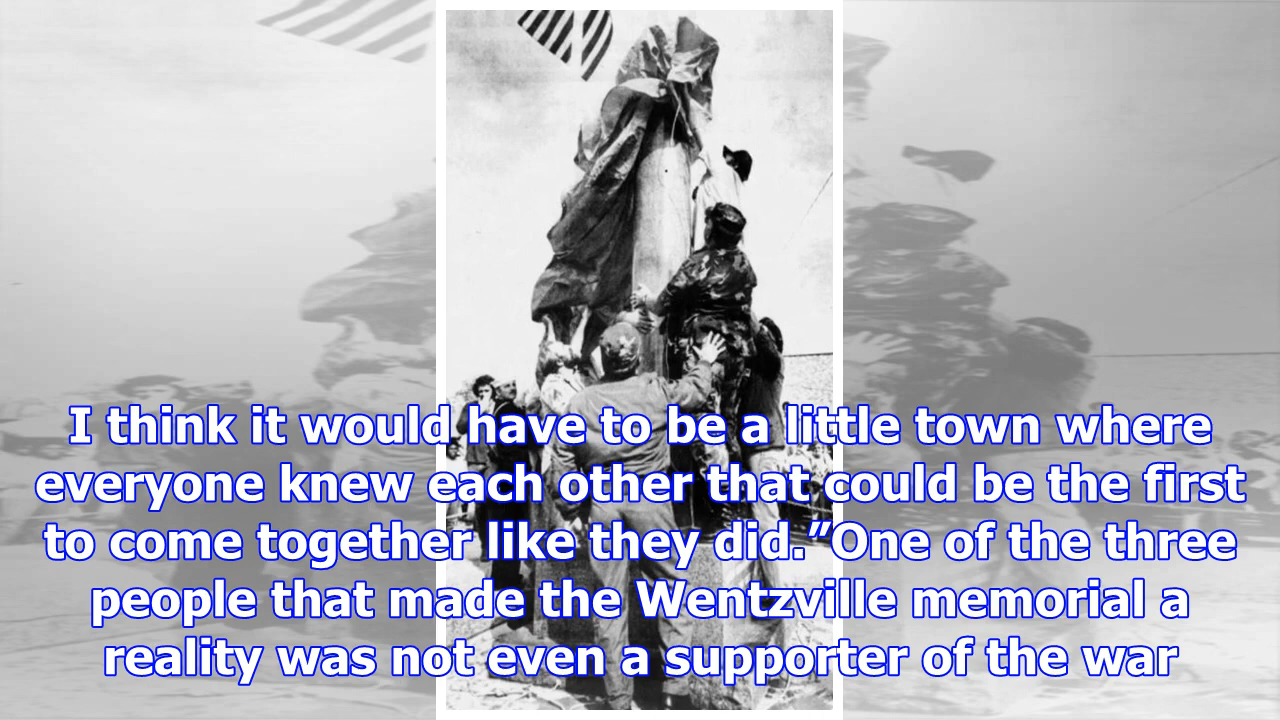 I think it would have to be a little town where
everyone knew each other that could be the first
to come together like they did.”One of the three
people that made the Wentzville memorial a
reality was not even a supporter of the war